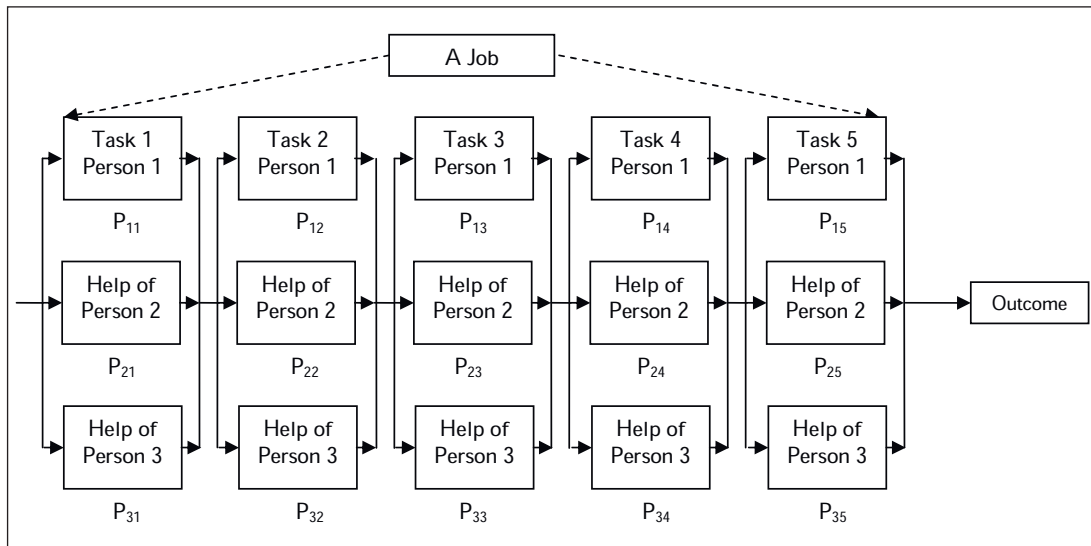 A Job
Task 1
Person 1
Task 2
Person 1
Task 3
Person 1
Task 4
Person 1
Task 5
Person 1
P₁₁
P₁₂
P₁₃
P₁₄
P₁₅
Help of
Person 2
Help of
Person 2
Help of
Person 2
Help of
Person 2
Help of
Person 2
Outcome
P₂₁
P₂₂
P₂₃
P₂₄
P₂₅
Help of
Person 3
Help of
Person 3
Help of
Person 3
Help of
Person 3
Help of
Person 3
P₃₁
P₃₂
P₃₃
P₃₄
P₃₅